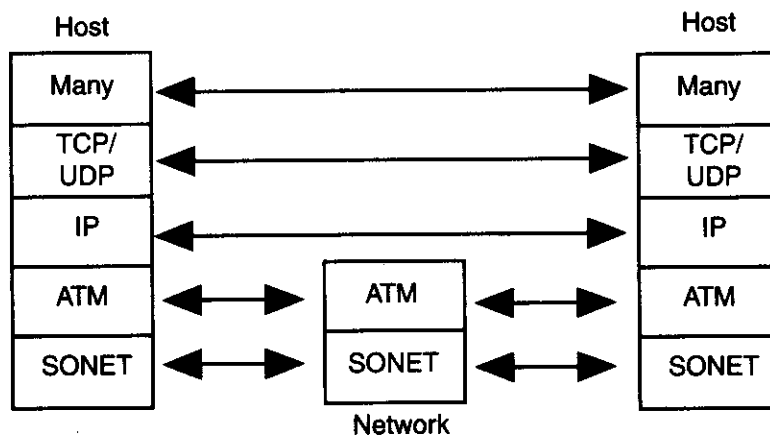 Host
Host
Many
Many
TCP/
UDP
TCP/
UDP
IP
IP
ATM
ATM
ATM
SONET
SONET
SONET
Network